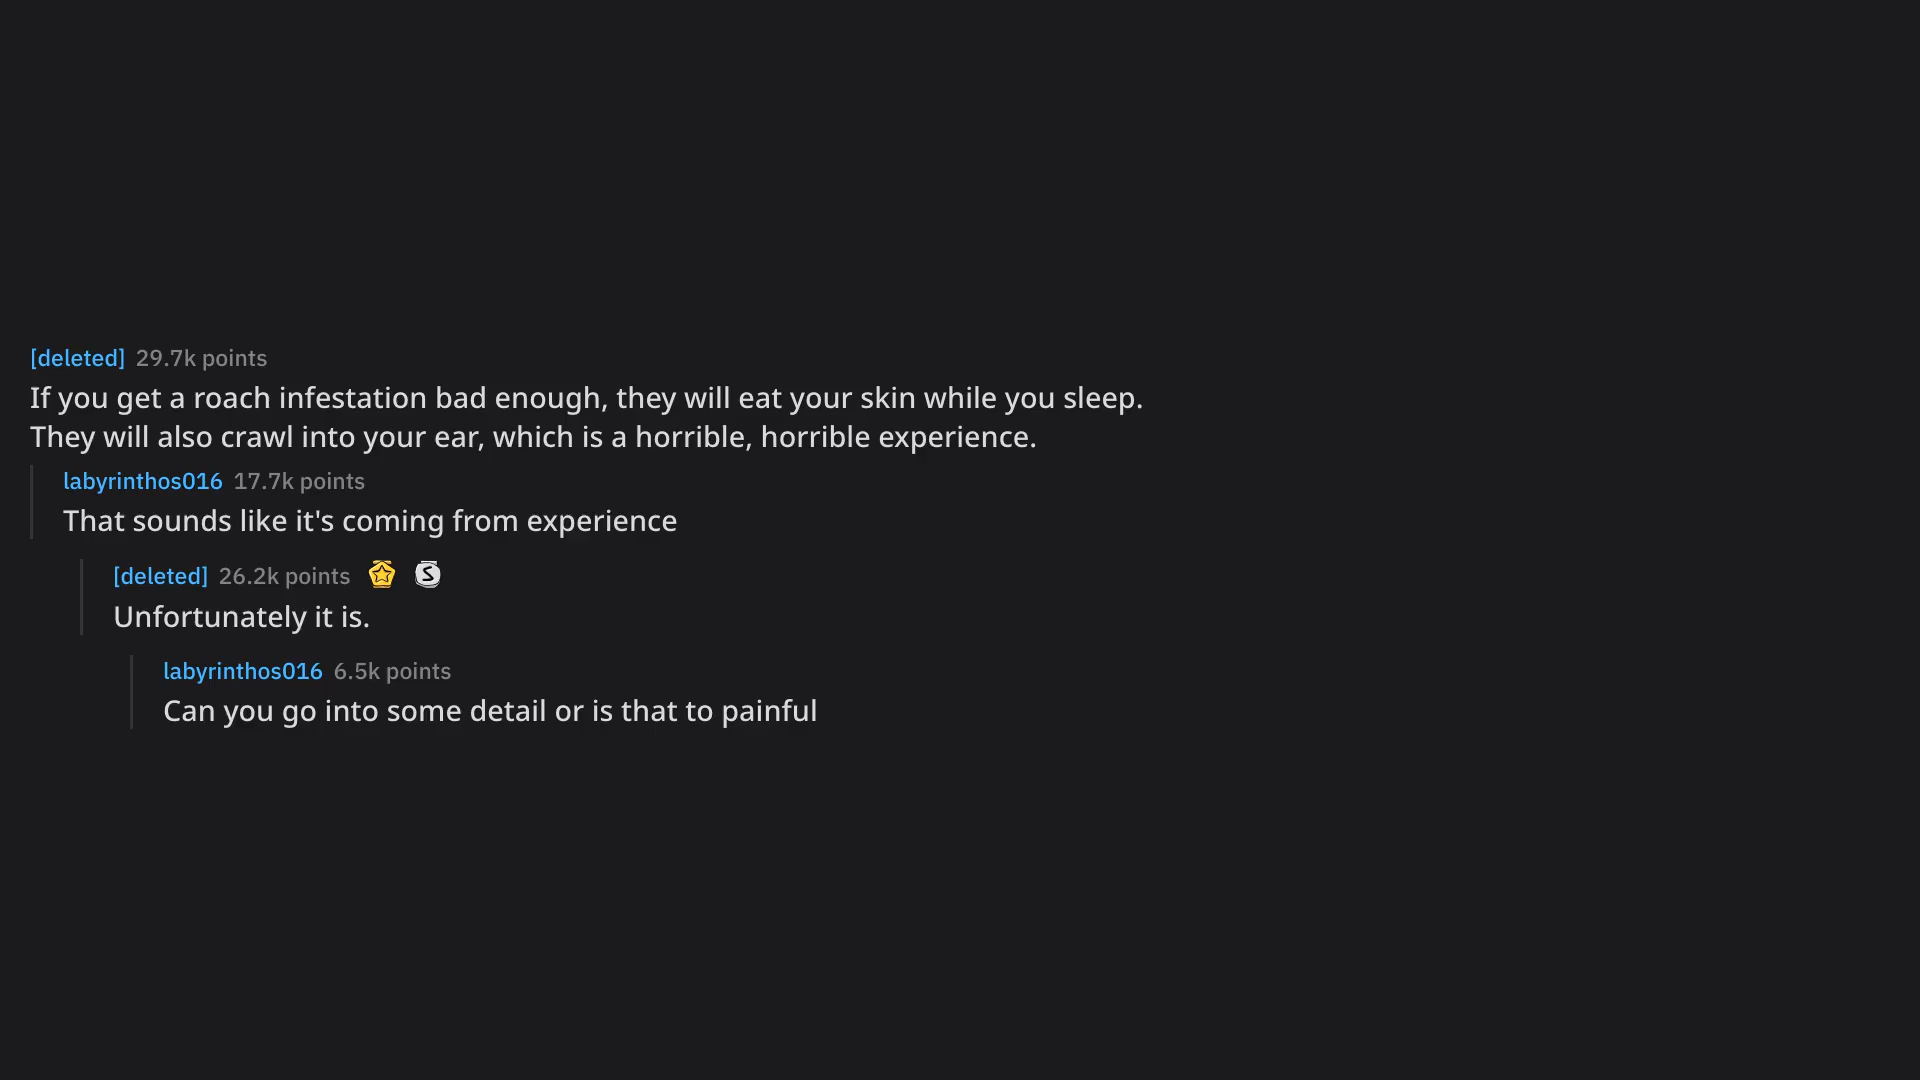 [deleted] 29.7k points
If you get a roach infestation bad enough, they will eat your skin while you sleep.
They will also crawl into your ear, which is a horrible, horrible experience.
labyrinthos016 17.7k points
That sounds like it's coming from experience
[deleted] 26.2k points S
Unfortunately it is.
labyrinthos016 6.5k points
Can you go into some detail or is that to painful